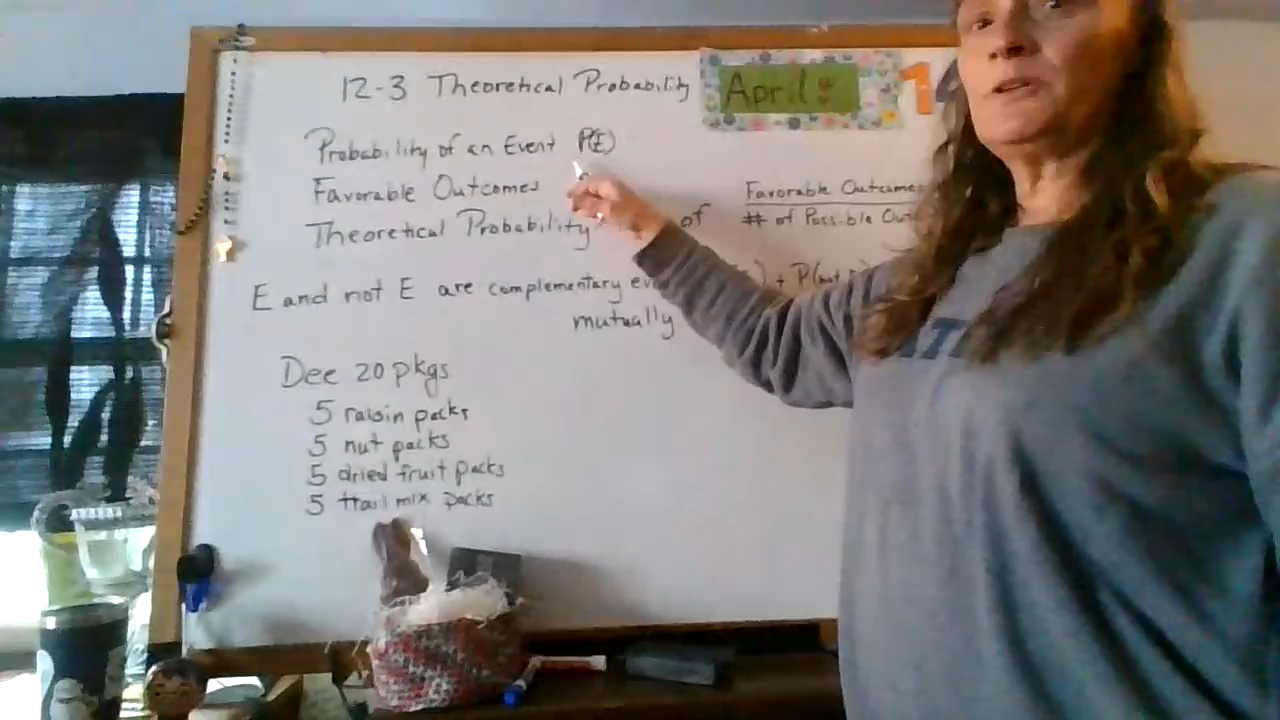 12-3 Theoretical Probability
April
Probability of an Event P(E)
Favorable Outcomes
Theoretical Probability of
Favorable Outcomes
# of Possible
E and not E are complementary
+ P(not
mutually
Dee 20 pkgs
5 raisin packs
5 nut packs
5 dried fruit packs
5 trail mix packs